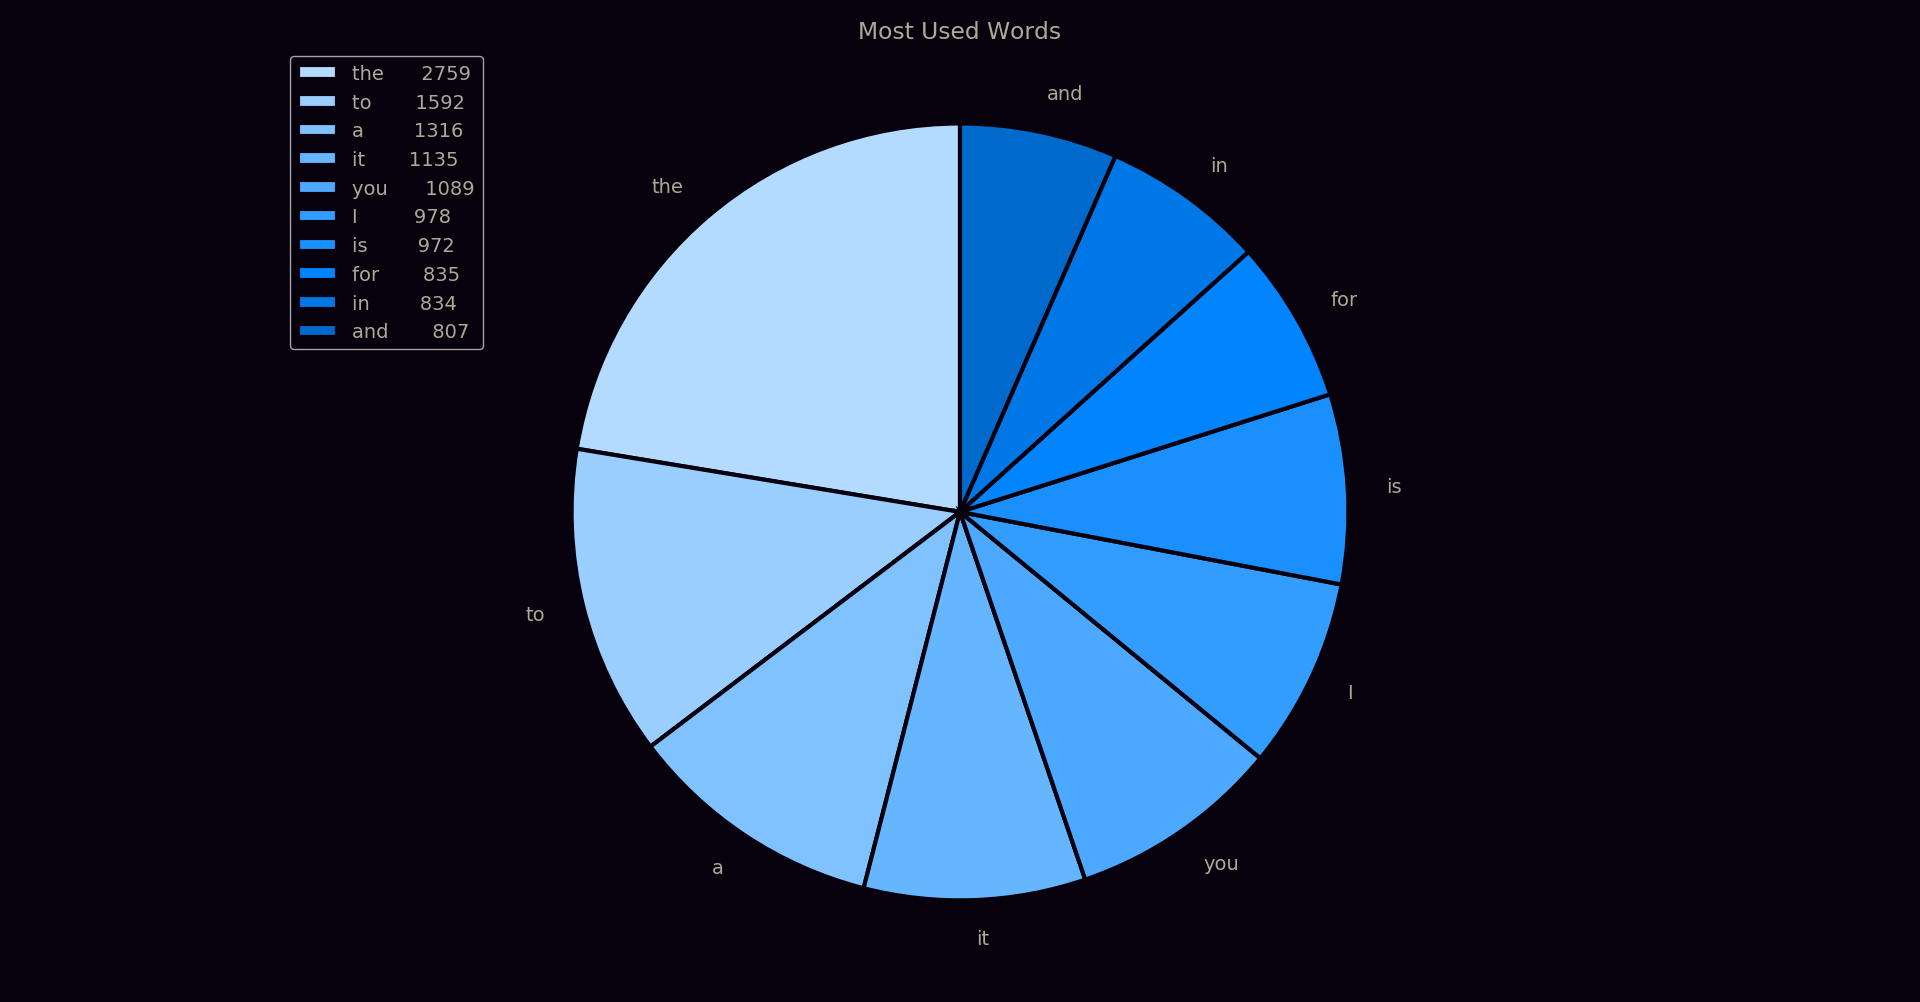 Most Used Words
the 2759
to 1592
a 1316
it 1135
you 1089
I 978
is 972
for 835
in 834
and 807
and
in
the
for
is
to
I
you
a
it